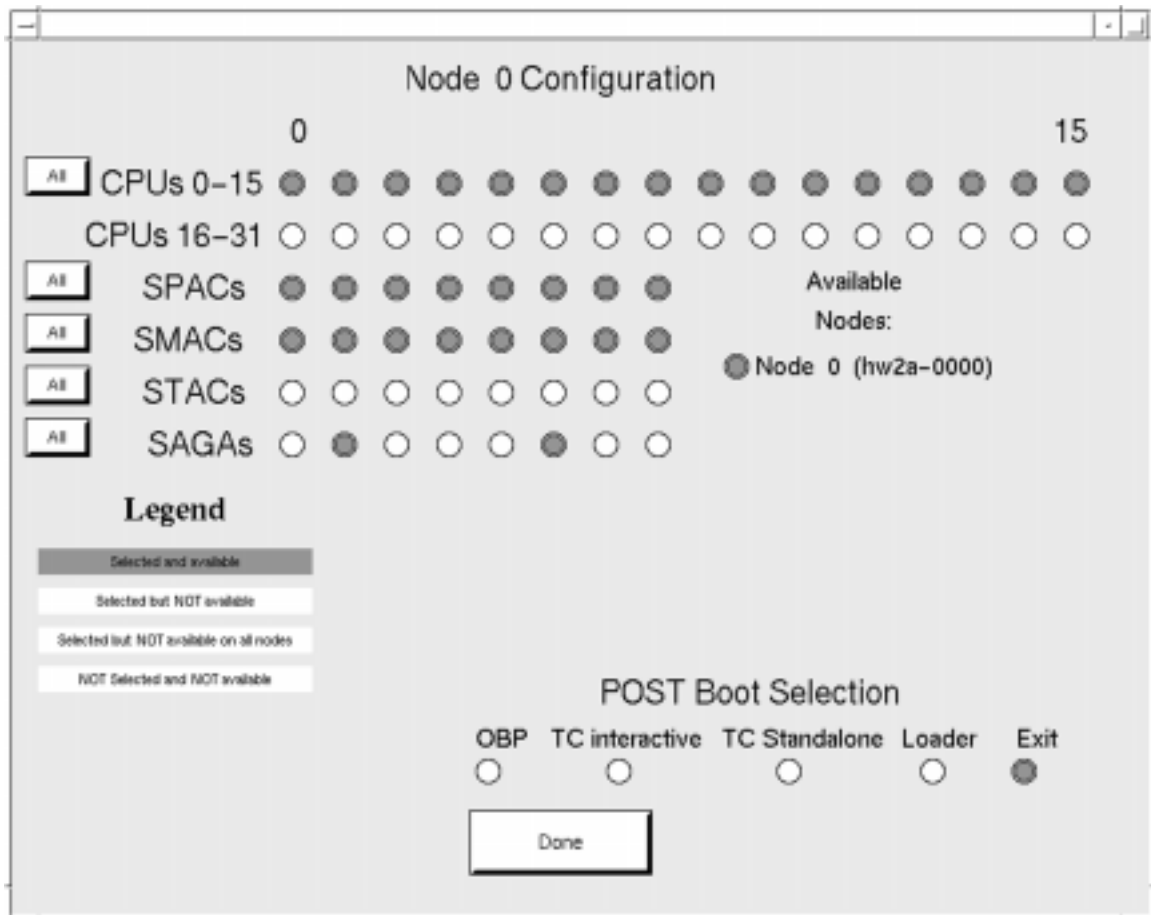 Node 0 Configuration
0 15
All CPUs 0-15
CPUs 16-31
All SPACs
All SMACs
All STACs
All SAGAs
Available
Nodes:
Node 0 (hw2a-0000)
Legend
Selected and available
Selected but NOT available
Selected but NOT available on all nodes
NOT Selected and NOT available
POST Boot Selection
OBP TC interactive TC Standalone Loader Exit
Done